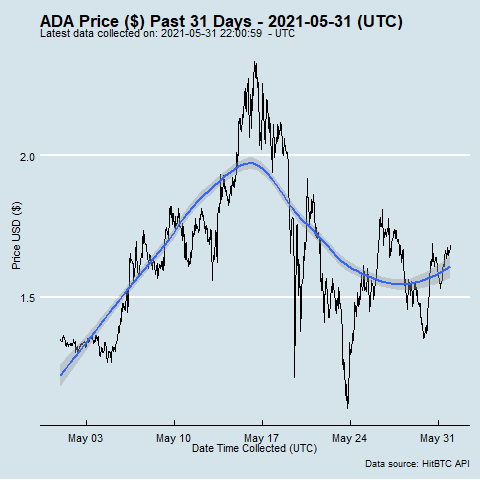 ADA Price ($) Past 31 Days - 2021-05-31 (UTC)
Latest data collected on: 2021-05-31 22:00:59 - UTC
2.0
Price USD ($)
1.5
May 03 May 10 May 17 May 24 May 31
Date Time Collected (UTC)
Data source: HitBTC API